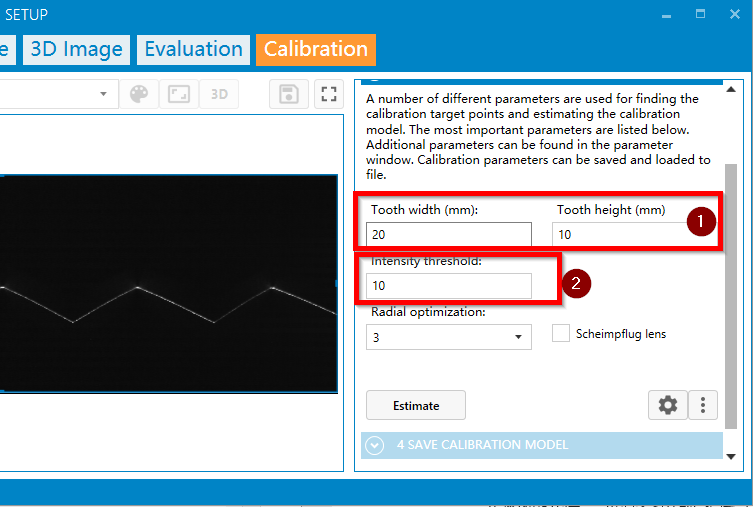 SETUP
e 3D Image Evaluation Calibration
3D
A number of different parameters are used for finding the
calibration target points and estimating the calibration
model. The most important parameters are listed below.
Additional parameters can be found in the parameter
window. Calibration parameters can be saved and loaded to
file.
Tooth width (mm): Tooth height (mm)
20 10 1
Intensity threshold:
10 2
Radial optimization:
3 Scheimpflug lens
Estimate
4 SAVE CALIBRATION MODEL